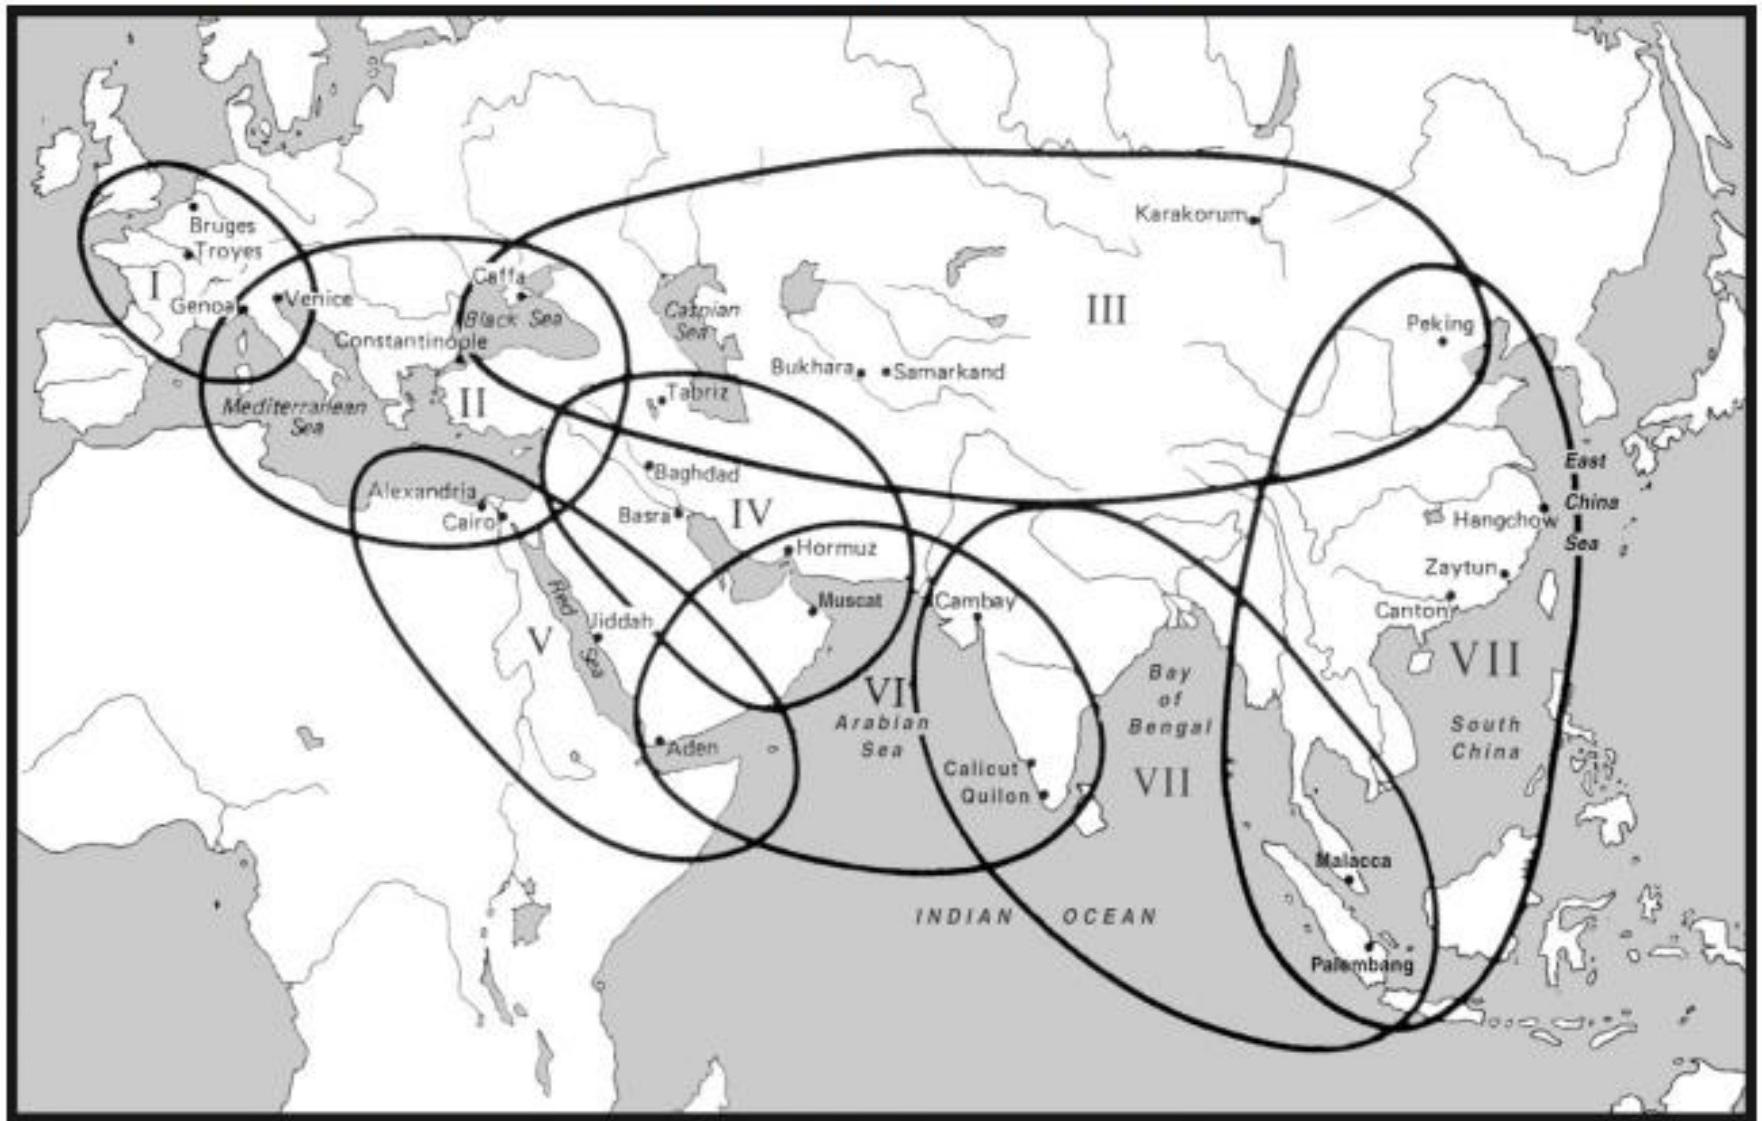 Bruges
Troyes
I
Genoa
Venice
Caffa
Black Sea
Constantinople
II
Mediterranean
Sea
Caspian
Sea
Karakorum
III
Bukhara
Samarkand
Peking
Tabriz
Baghdad
IV
Basra
Hormuz
Muscat
Alexandria
Cairo
Red
Sea
Jiddah
V
Aden
East
China
Sea
Hangchow
Zaytun
Canton
VII
South
China
Cambay
VI
Arabian
Sea
Calicut
Quilon
Bay
of
Bengal
VII
Malacca
Palembang
INDIAN OCEAN